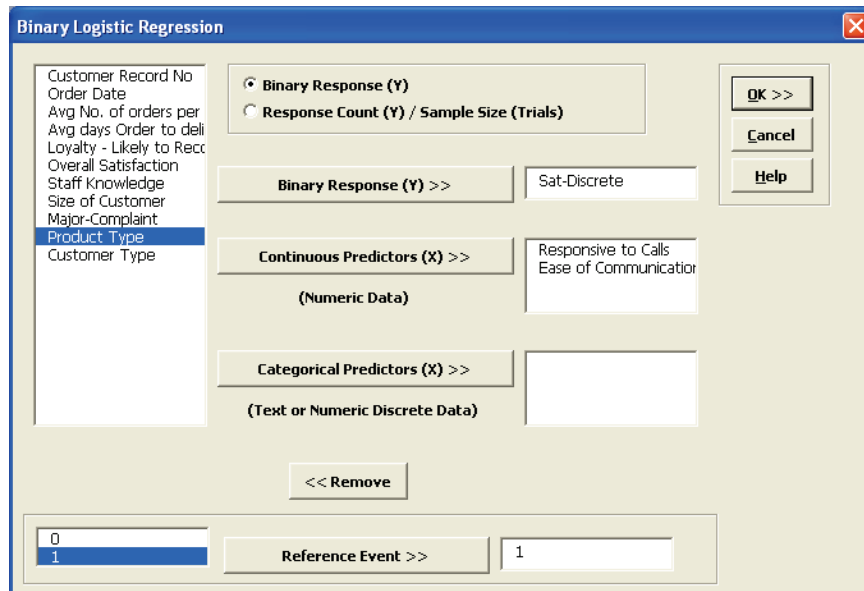 Binary Logistic Regression
Customer Record No
Order Date
Avg No. of orders per
Avg days Order to deli
Loyalty - Likely to Reco
Overall Satisfaction
Staff Knowledge
Size of Customer
Major-Complaint
Product Type
Customer Type
Binary Response (Y)
Response Count (Y) / Sample Size (Trials)
Binary Response (Y) >>
Sat-Discrete
Continuous Predictors (X) >>
(Numeric Data)
Responsive to Calls
Ease of Communication
Categorical Predictors (X) >>
(Text or Numeric Discrete Data)
<< Remove
0
1
Reference Event >>
1
OK >>
Cancel
Help